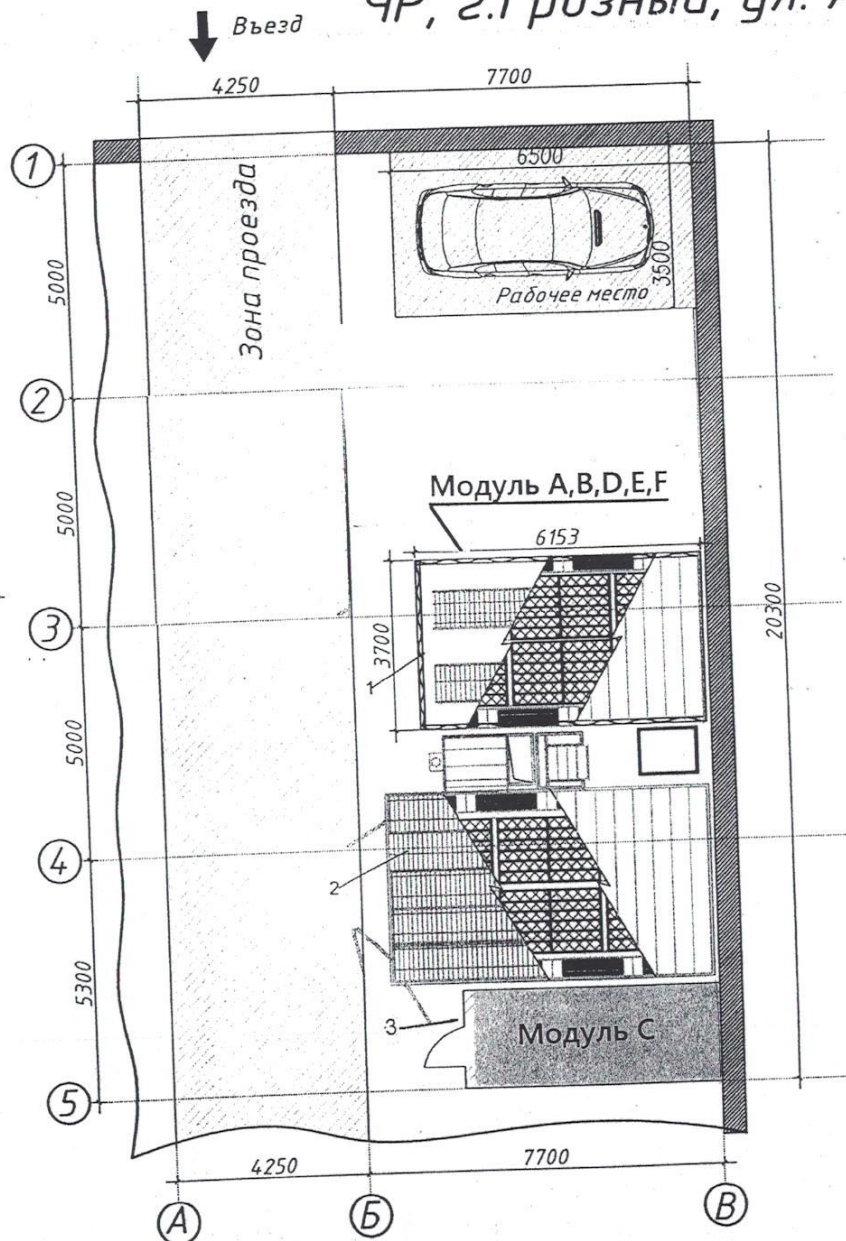 ЧР, г.Грозный, ул.
Въезд
4250
7700
1
6500
Зона проезда
5000
3500
Рабочее место
2
Модуль А,В,D,E,F
5000
6153
3
3700
20300
1
5000
4
2
5300
3
Модуль С
5
4250
7700
А
Б
В